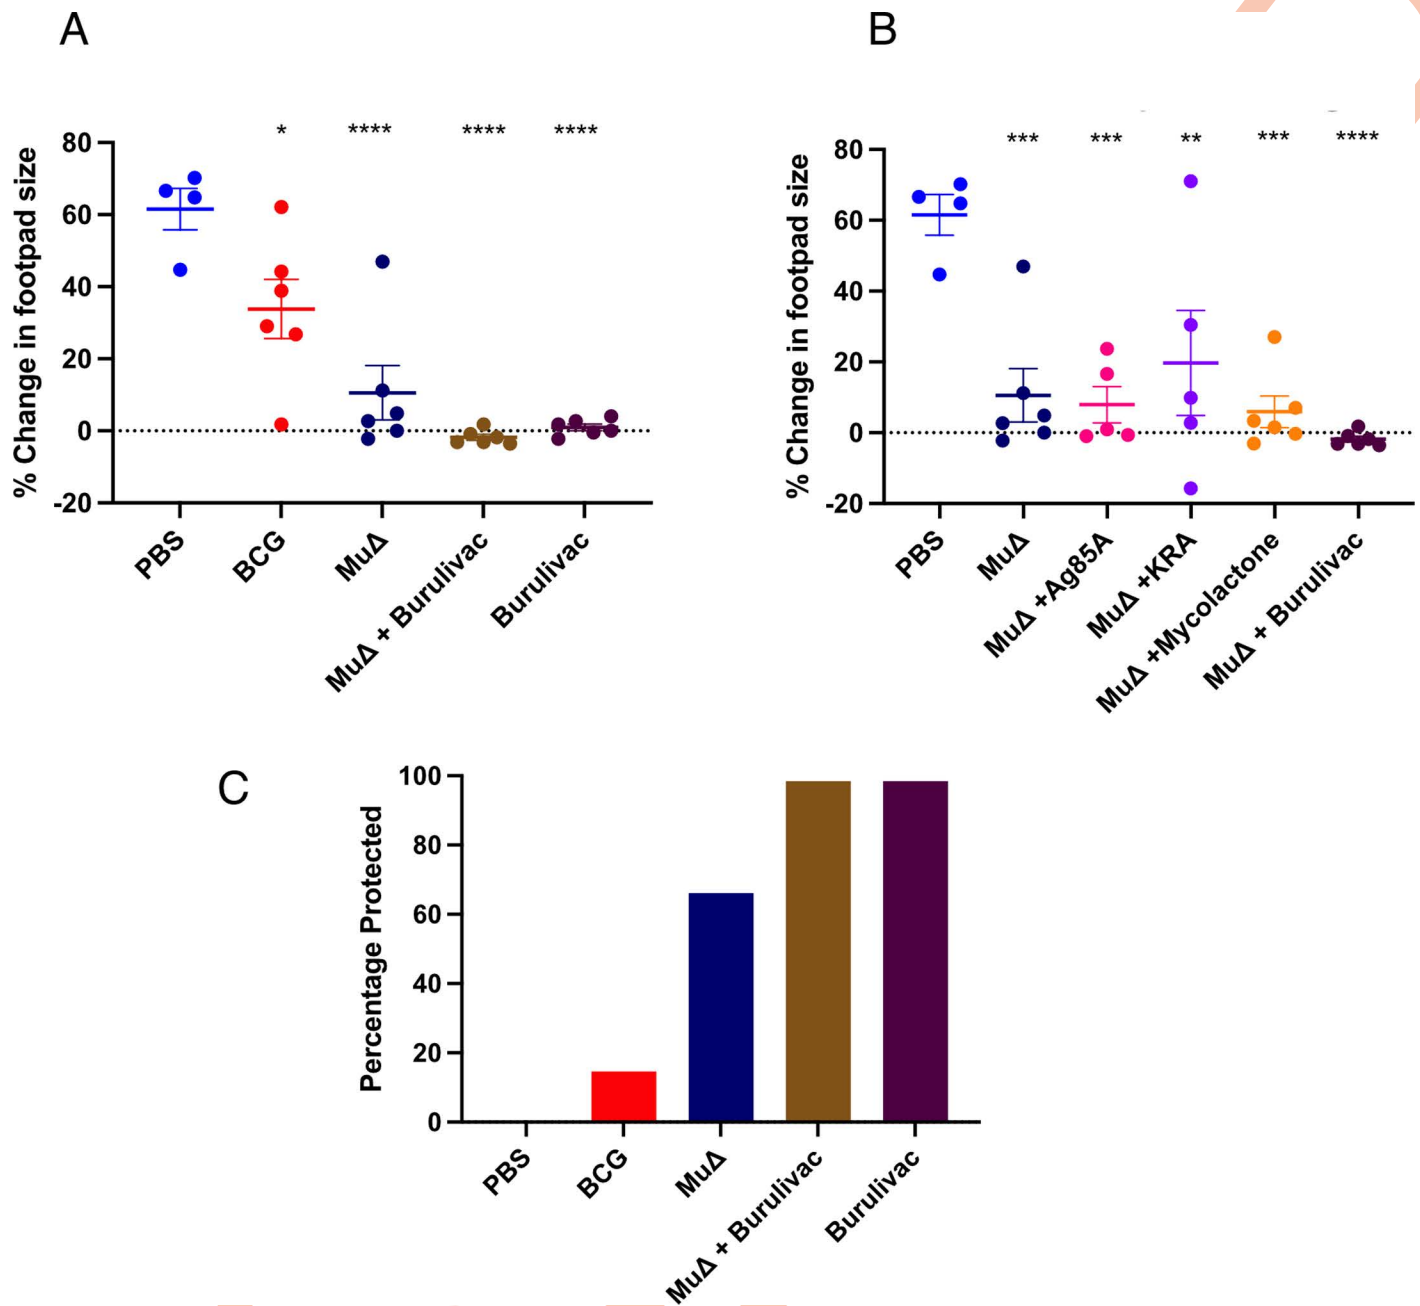 A
B
* **** **** ****
80
60
40
20
0
-20
% Change in footpad size
PBS
BCG
MuΔ
MuΔ + Burulivac
Burulivac
*** *** ** *** ****
80
60
40
20
0
-20
% Change in footpad size
PBS
MuΔ
MuΔ +Ag85A
MuΔ +KRA
MuΔ +Mycolactone
MuΔ + Burulivac
C
100
80
60
40
20
0
Percentage Protected
PBS
BCG
MuΔ
MuΔ + Burulivac
Burulivac